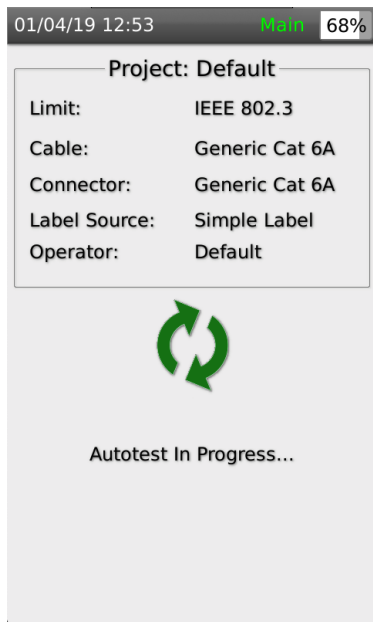 01/04/19 12:53 Main 68%
Project: Default
Limit: IEEE 802.3
Cable: Generic Cat 6A
Connector: Generic Cat 6A
Label Source: Simple Label
Operator: Default
Autotest In Progress...